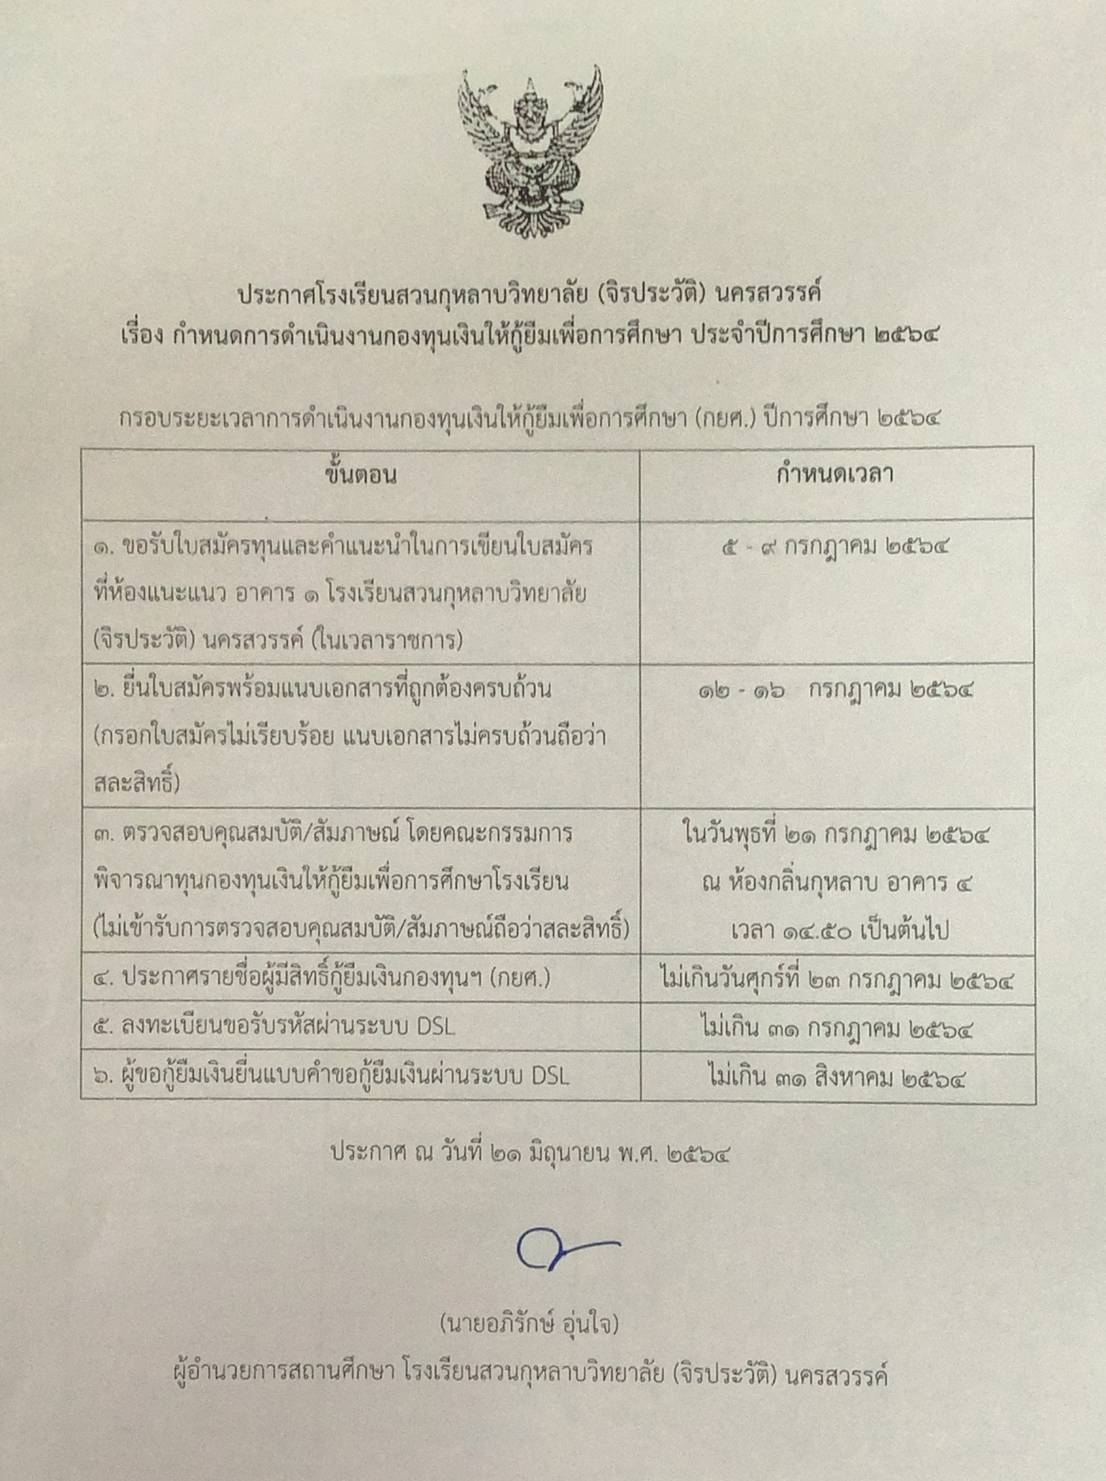 ประกาศโรงเรียนสวนกุหลาบวิทยาลัย (จิรประวัติ) นครสวรรค์
เรื่อง กำหนดการดำเนินงานกองทุนเงินให้กู้ยืมเพื่อการศึกษา ประจำปีการศึกษา ๒๕๖๔
กรอบระยะเวลาการดำเนินงานกองทุนเงินให้กู้ยืมเพื่อการศึกษา (กยศ.) ปีการศึกษา ๒๕๖๔
ขั้นตอน
กำหนดเวลา
๑. ขอรับใบสมัครทุนและคำแนะนำในการเขียนใบสมัคร
ที่ห้องแนะแนว อาคาร ๑ โรงเรียนสวนกุหลาบวิทยาลัย
(จิรประวัติ) นครสวรรค์ (ในเวลาราชการ)
๕ - ๙ กรกฎาคม ๒๕๖๔
๒. ยื่นใบสมัครพร้อมแนบเอกสารที่ถูกต้องครบถ้วน
(กรอกใบสมัครไม่เรียบร้อย แนบเอกสารไม่ครบถ้วนถือว่า
สละสิทธิ์)
๑๒ - ๑๖ กรกฎาคม ๒๕๖๔
๓. ตรวจสอบคุณสมบัติ/สัมภาษณ์ โดยคณะกรรมการ
พิจารณาทุนกองทุนเงินให้กู้ยืมเพื่อการศึกษาโรงเรียน
(ไม่เข้ารับการตรวจสอบคุณสมบัติ/สัมภาษณ์ถือว่าสละสิทธิ์)
ในวันพุธที่ ๒๑ กรกฎาคม ๒๕๖๔
ณ ห้องกลิ่นกุหลาบ อาคาร ๔
เวลา ๑๔.๕๐ เป็นต้นไป
๔. ประกาศรายชื่อผู้มีสิทธิ์กู้ยืมเงินกองทุนฯ (กยศ.)
ไม่เกินวันศุกร์ที่ ๒๓ กรกฎาคม ๒๕๖๔
๕. ลงทะเบียนขอรับรหัสผ่านระบบ DSL
ไม่เกิน ๓๑ กรกฎาคม ๒๕๖๔
๖. ผู้ขอกู้ยืมเงินยื่นแบบคำขอกู้ยืมเงินผ่านระบบ DSL
ไม่เกิน ๓๑ สิงหาคม ๒๕๖๔
ประกาศ ณ วันที่ ๒๑ มิถุนายน พ.ศ. ๒๕๖๔
(นายอภิรักษ์ อุ่นใจ)
ผู้อำนวยการสถานศึกษา โรงเรียนสวนกุหลาบวิทยาลัย (จิรประวัติ) นครสวรรค์